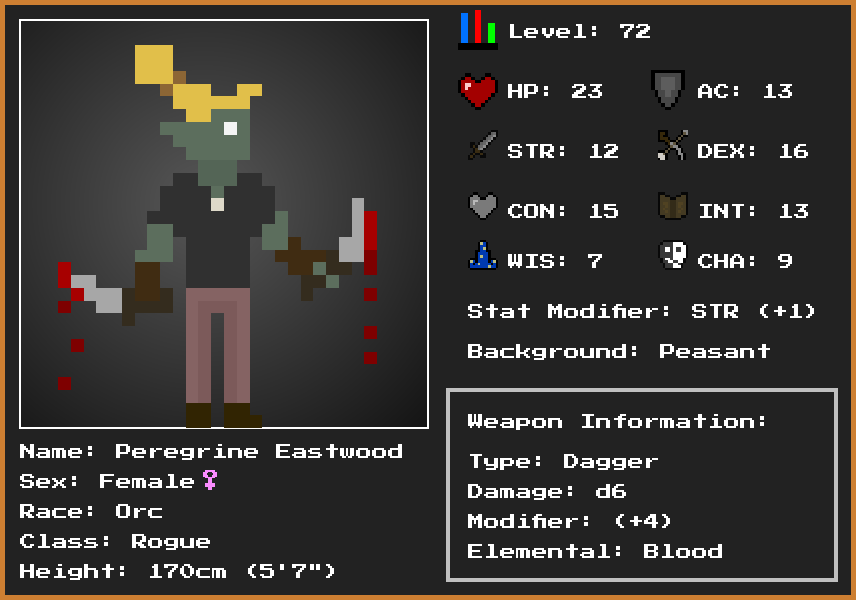 Level: 72
HP: 23
AC: 13
STR: 12
DEX: 16
CON: 15
INT: 13
WIS: 7
CHA: 9
Stat Modifier: STR (+1)
Background: Peasant
Weapon Information:
Type: Dagger
Damage: d6
Modifier: (+4)
Elemental: Blood
Name: Peregrine Eastwood
Sex: Female♀
Race: Orc
Class: Rogue
Height: 170cm (5'7")